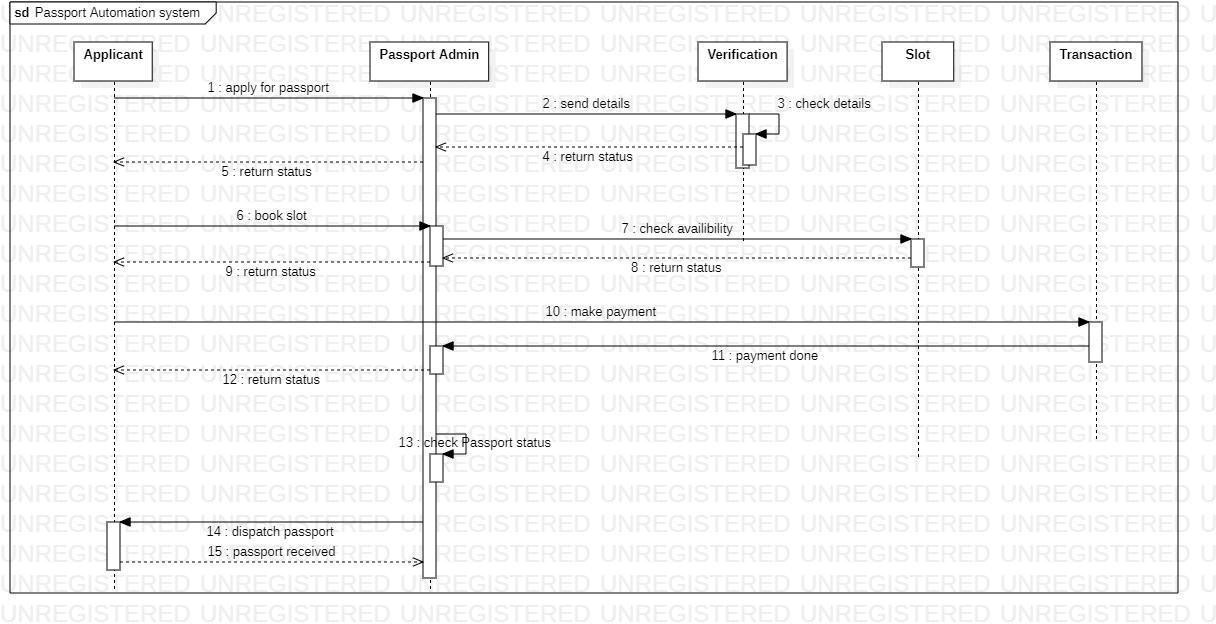 sd Passport Automation system
Applicant
Passport Admin
Verification
Slot
Transaction
1 : apply for passport
2 : send details
3 : check details
4 : return status
5 : return status
6 : book slot
7 : check availibility
8 : return status
9 : return status
10 : make payment
11 : payment done
12 : return status
13 : check Passport status
14 : dispatch passport
15 : passport received
UNREGISTERED UNREGISTERED UNREGISTERED UNREGISTERED UNREGISTERED UNREGISTERED